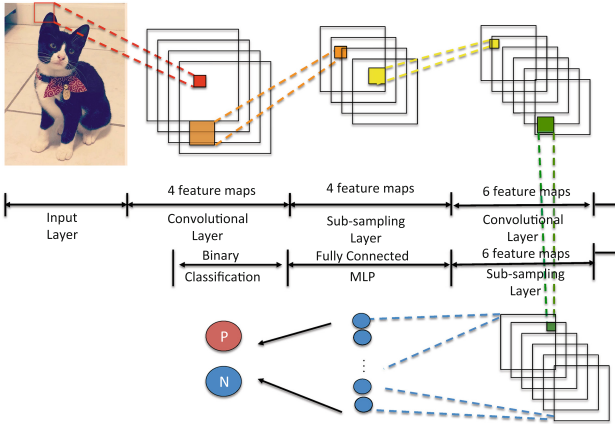 4 feature maps
4 feature maps
6 feature maps
Input
Layer
Convolutional
Layer
Sub-sampling
Layer
Convolutional
Layer
Binary
Classification
Fully Connected
MLP
6 feature maps
Sub-sampling
Layer
P
N